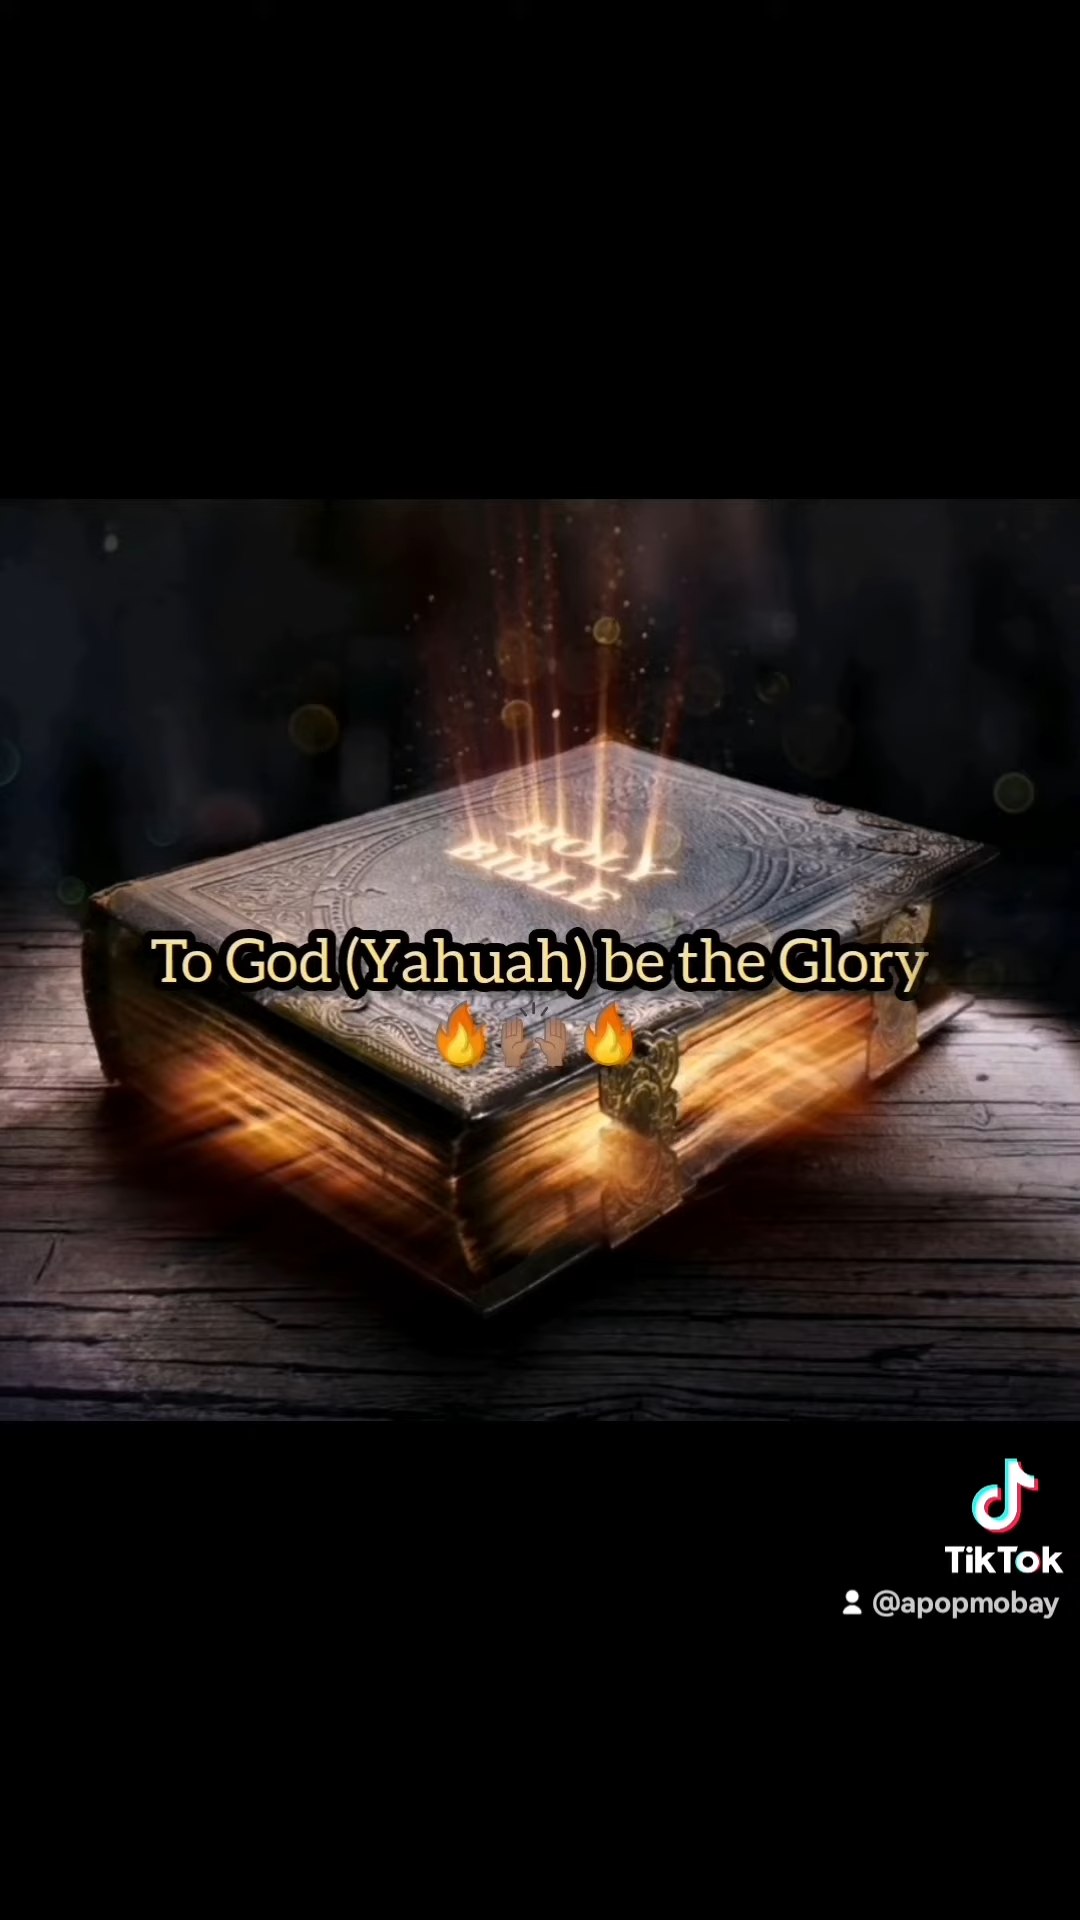 HOLY
BIBLE
To God (Yahuah) be the Glory
🔥🙌🏽🔥
TikTok
@apopmobay